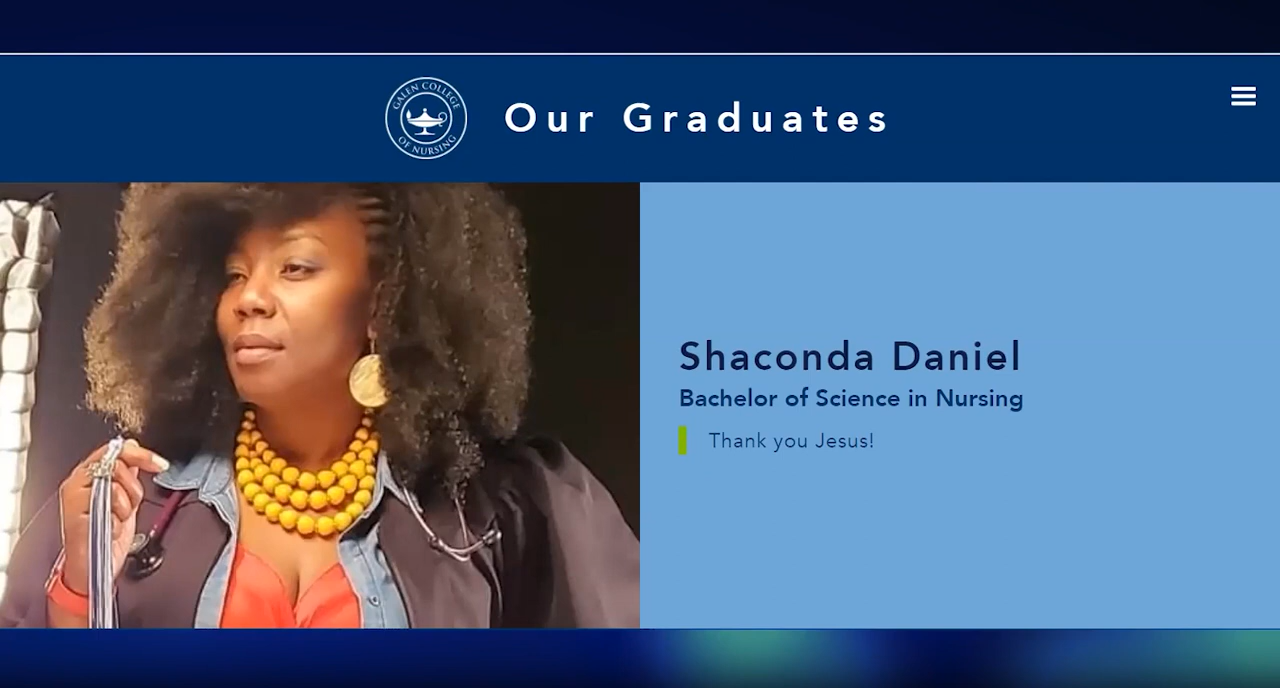 GALEN COLLEGE
OF NURSING
Our Graduates
Shaconda Daniel
Bachelor of Science in Nursing
Thank you Jesus!